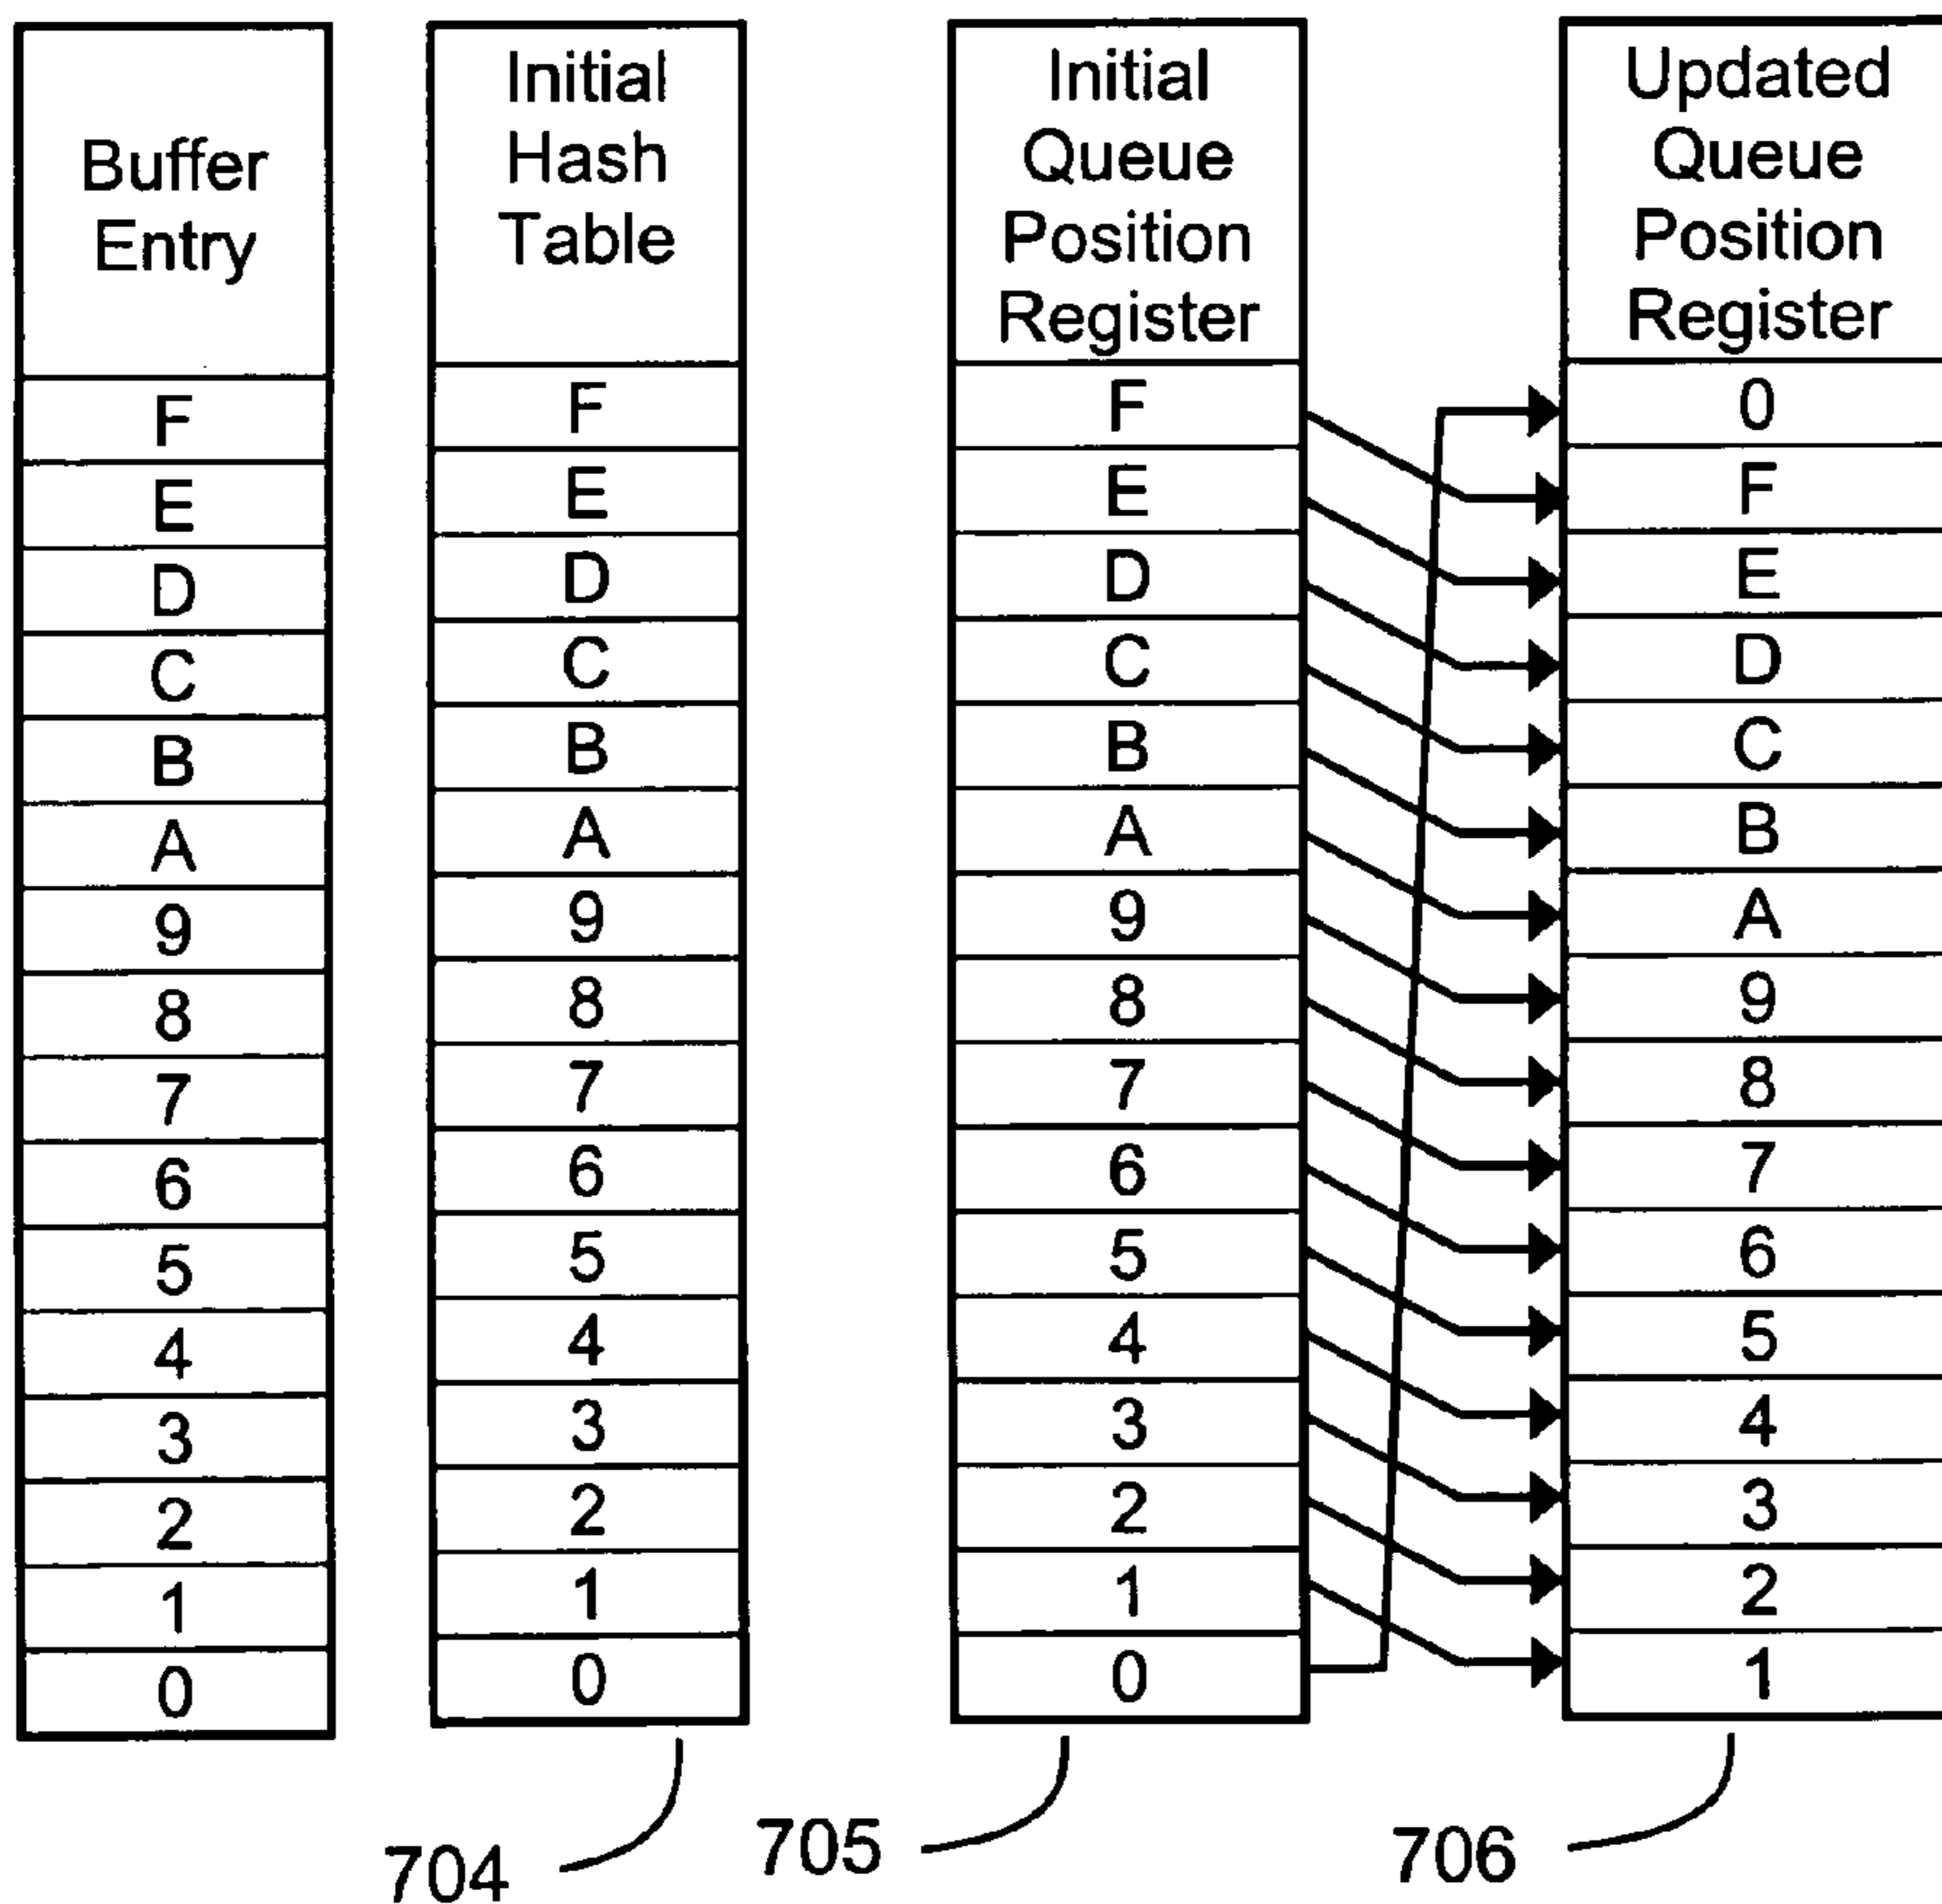 Buffer
Entry
F
E
D
C
B
A
9
8
7
6
5
4
3
2
1
0
Initial
Hash
Table
F
E
D
C
B
A
9
8
7
6
5
4
3
2
1
0
704
Initial
Queue
Position
Register
F
E
D
C
B
A
9
8
7
6
5
4
3
2
1
0
705
Updated
Queue
Position
Register
0
F
E
D
C
B
A
9
8
7
6
5
4
3
2
1
706